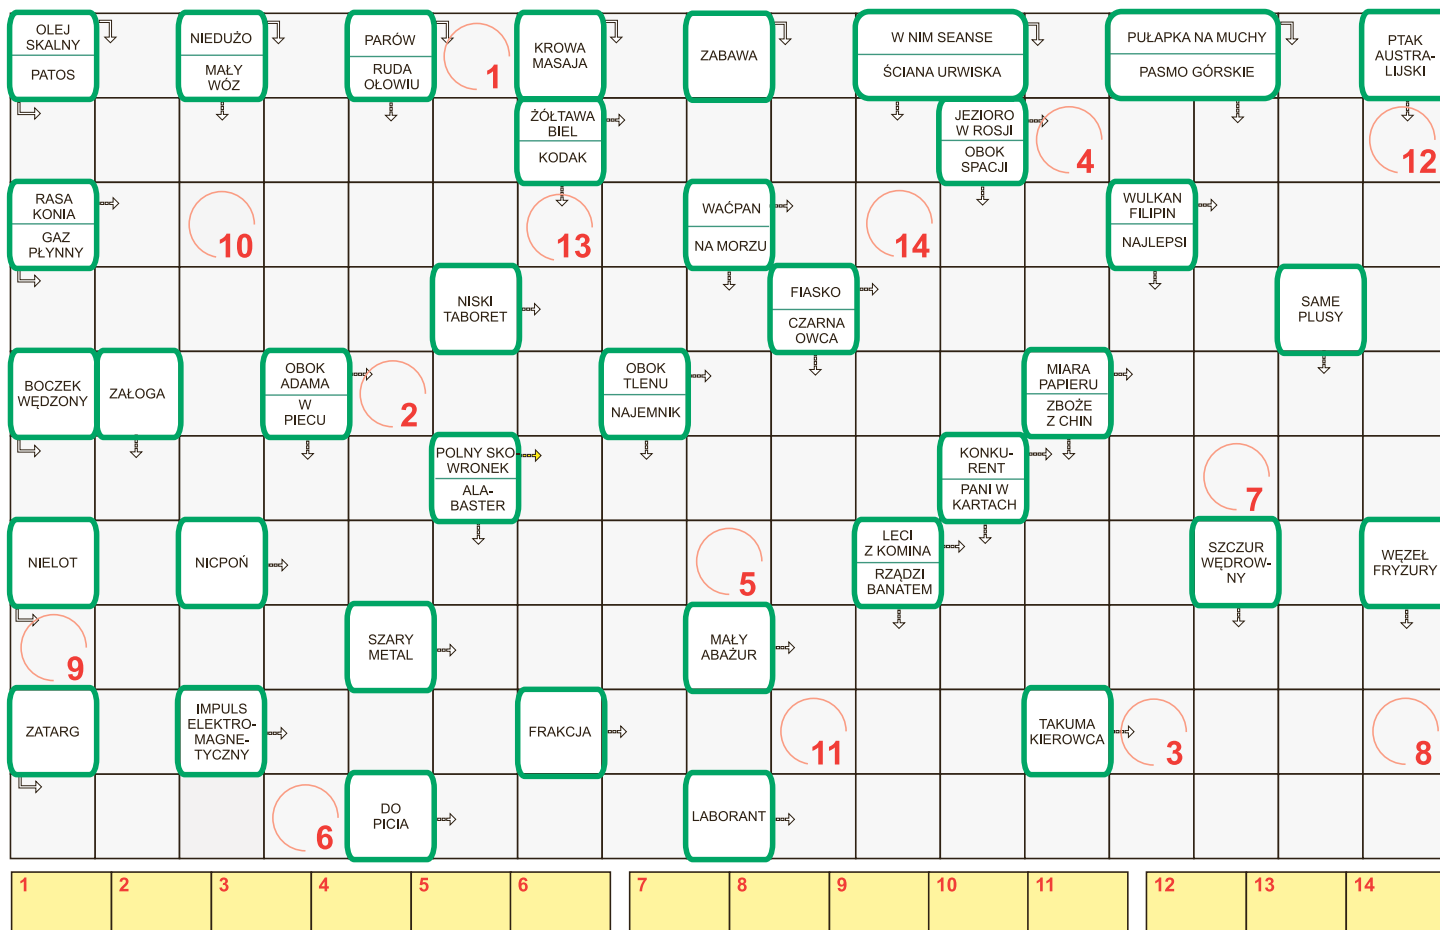 OLEJ
SKALNY
PATOS
NIEDUŻO
MAŁY
WÓZ
PARÓW
RUDA
OŁOWIU
1
KROWA
MASAJA
ZABAWA
W NIM SEANSE
ŚCIANA URWISKA
PUŁAPKA NA MUCHY
PASMO GÓRSKIE
PTAK
AUSTRA-
LIJSKI
ŻÓŁTAWA
BIEL
KODAK
JEZIORO
W ROSJI
OBOK
SPACJI
4
12
RASA
KONIA
GAZ
PŁYNNY
10
13
WAĆPAN
NA MORZU
14
WULKAN
FILIPIN
NAJLEPSI
NISKI
TABORET
FIASKO
CZARNA
OWCA
SAME
PLUSY
BOCZEK
WĘDZONY
ZAŁOGA
OBOK
ADAMA
W
PIECU
2
OBOK
TLENU
NAJEMNIK
MIARA
PAPIERU
ZBOŻE
Z CHIN
POLNY SKO-
WRONEK
ALA-
BASTER
KONKU-
RENT
PANI W
KARTACH
7
NIELOT
NICPOŃ
5
LECI
Z KOMINA
RZĄDZI
BANATEM
SZCZUR
WĘDROW-
NY
WĘZEŁ
FRYZURY
9
SZARY
METAL
MAŁY
ABAŻUR
ZATARG
IMPULS
ELEKTRO-
MAGNE-
TYCZNY
FRAKCJA
11
TAKUMA
KIEROWCA
3
8
6
DO
PICIA
LABORANT
1 2 3 4 5 6 7 8 9 10 11 12 13 14